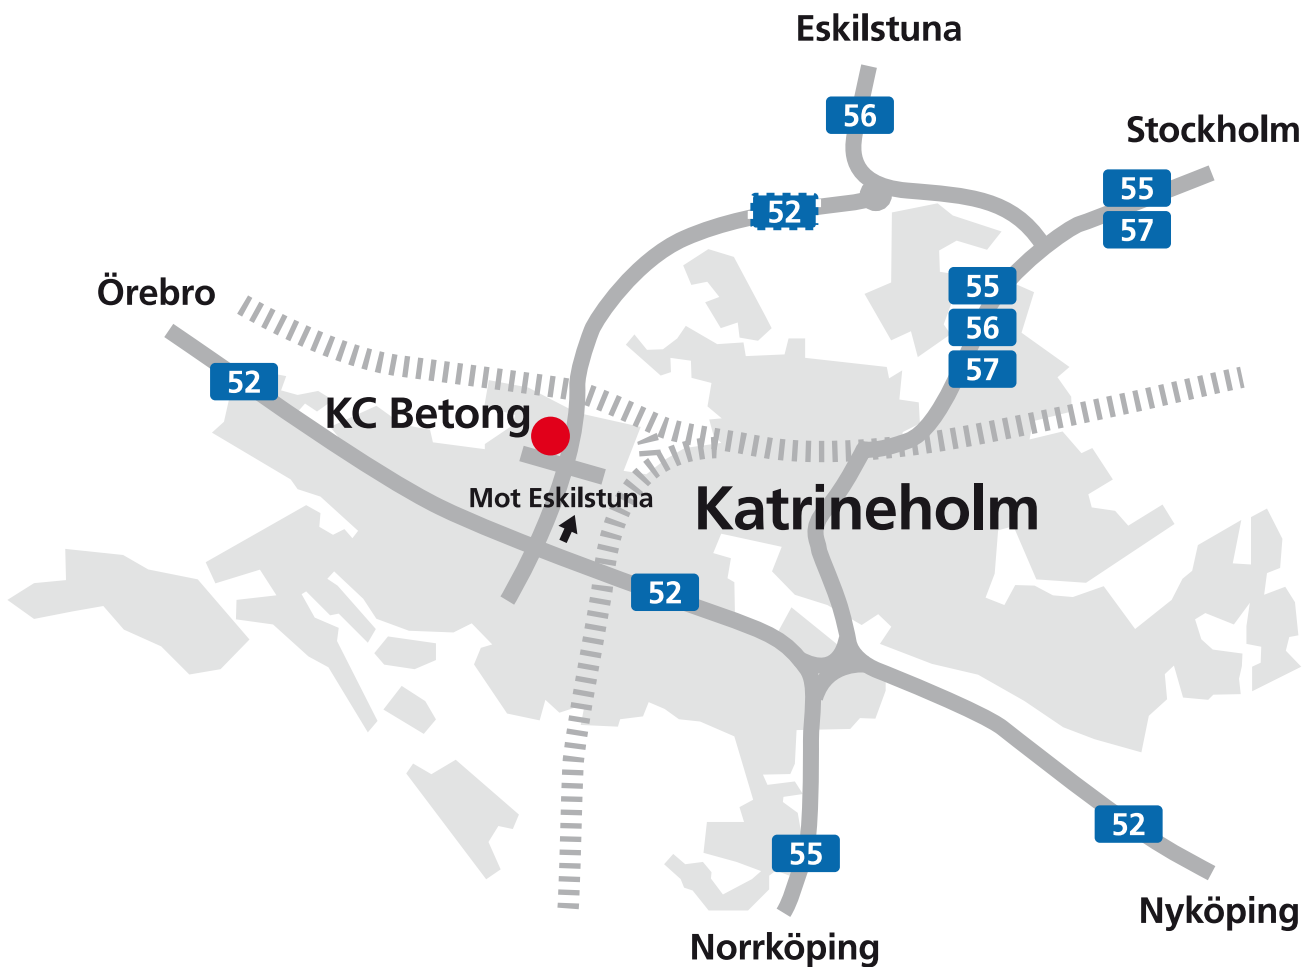 Eskilstuna
56
Stockholm
55
57
52
55
56
57
Örebro
52
KC Betong
Mot Eskilstuna
Katrineholm
52
52
55
Nyköping
Norrköping